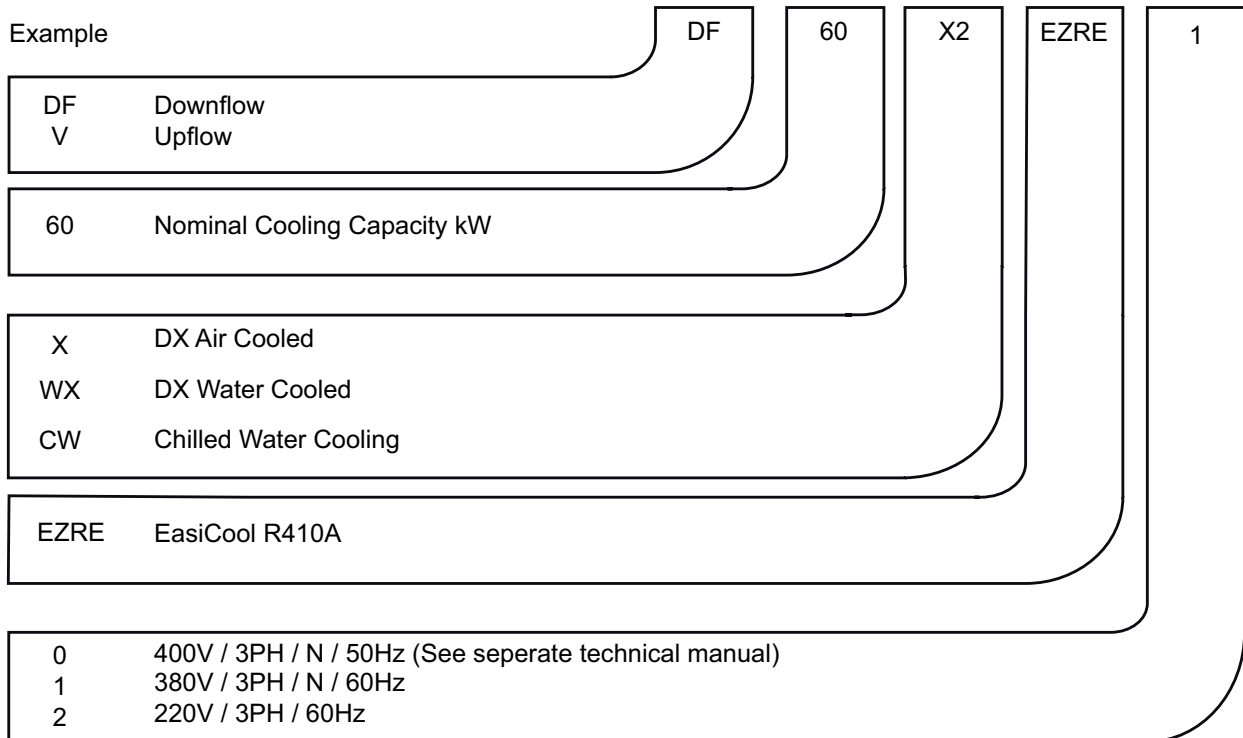 Example DF 60 X2 EZRE 1
DF Downflow
V Upflow
60 Nominal Cooling Capacity kW
X DX Air Cooled
WX DX Water Cooled
CW Chilled Water Cooling
EZRE EasiCool R410A
0 400V / 3PH / N / 50Hz (See seperate technical manual)
1 380V / 3PH / N / 60Hz
2 220V / 3PH / 60Hz